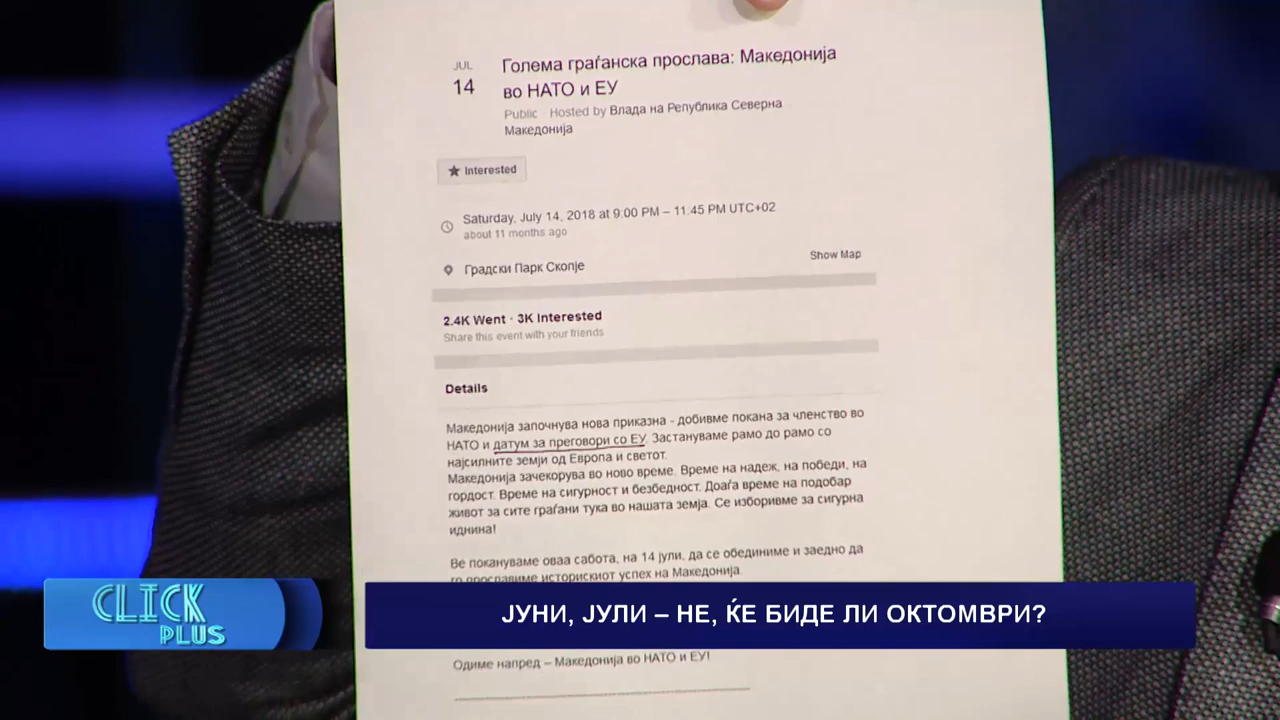 JUL
14
Голема граѓанска прослава: Македонија
во НАТО и ЕУ
Public · Hosted by Влада на Република Северна
Македонија
Interested
Saturday, July 14, 2018 at 9:00 PM – 11:45 PM UTC+02
about 11 months ago
Градски Парк Скопје
Show Map
2.4K Went · 3K Interested
Share this event with your friends
Details
Македонија започнува нова приказна - добивме покана за членство во
НАТО и датум за преговори со ЕУ. Застануваме рамо до рамо со
најсилните земји од Европа и светот.
Македонија зачекорува во ново време. Време на надеж, на победи, на
гордост. Време на сигурност и безбедност. Доаѓа време на подобар
живот за сите граѓани тука во нашата земја. Се изборивме за сигурна
иднина!
Ве покануваме оваа сабота, на 14 јули, да се обединиме и заедно да
го прославиме историскиот успех на Македонија.
CLICK
PLUS
ЈУНИ, ЈУЛИ – НЕ, ЌЕ БИДЕ ЛИ ОКТОМВРИ?
Одиме напред – Македонија во НАТО и ЕУ!